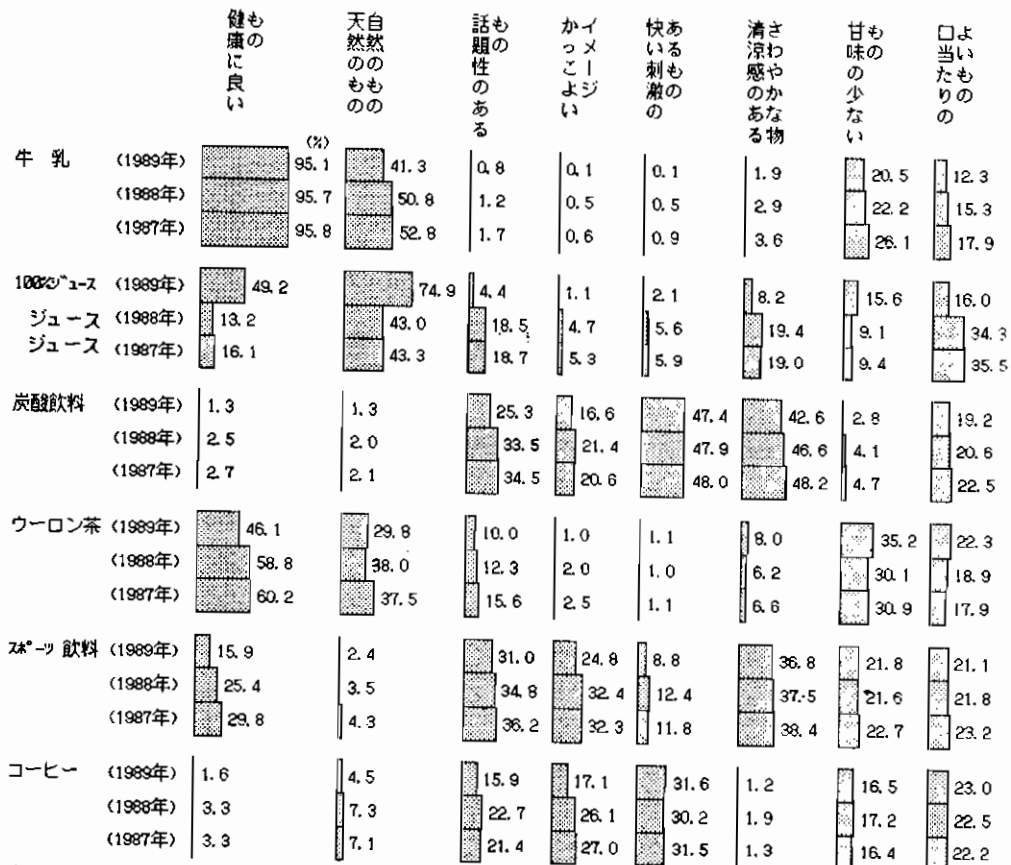 健康に良いもの
天然のもの自然のもの
話題性のあるもの
かっこよいイメージ
快い刺激のあるもの
清涼感のあるさわやかな物
甘味の少ないもの
口当たりのよいもの
(%)
牛 乳 (1989年) 95.1 41.3 0.8 0.1 0.1 1.9 20.5 12.3
(1988年) 95.7 50.8 1.2 0.5 0.5 2.9 22.2 15.3
(1987年) 95.8 52.8 1.7 0.6 0.9 3.6 26.1 17.9
100%ジュース (1989年) 49.2 74.9 4.4 1.1 2.1 8.2 15.6 16.0
ジュース (1988年) 13.2 43.0 18.5 4.7 5.6 19.4 9.1 34.3
ジュース (1987年) 16.1 43.3 18.7 5.3 5.9 19.0 9.4 35.5
炭酸飲料 (1989年) 1.3 1.3 25.3 16.6 47.4 42.6 2.8 19.2
(1988年) 2.5 2.0 33.5 21.4 47.9 46.6 4.1 20.6
(1987年) 2.7 2.1 34.5 20.6 48.0 48.2 4.7 22.5
ウーロン茶 (1989年) 46.1 29.8 10.0 1.0 1.1 8.0 35.2 22.3
(1988年) 58.8 38.0 12.3 2.0 1.0 6.2 30.1 18.9
(1987年) 60.2 37.5 15.6 2.5 1.1 6.6 30.9 17.9
スポーツ 飲料 (1989年) 15.9 2.4 31.0 24.8 8.8 36.8 21.8 21.1
(1988年) 25.4 3.5 34.8 32.4 12.4 37.5 21.6 21.8
(1987年) 29.8 4.3 36.2 32.3 11.8 38.4 22.7 23.2
コーヒー (1989年) 1.6 4.5 15.9 17.1 31.6 1.2 16.5 23.0
(1988年) 3.3 7.3 22.7 26.1 30.2 1.9 17.2 22.5
(1987年) 3.3 7.1 21.4 27.0 31.5 1.3 16.4 22.2